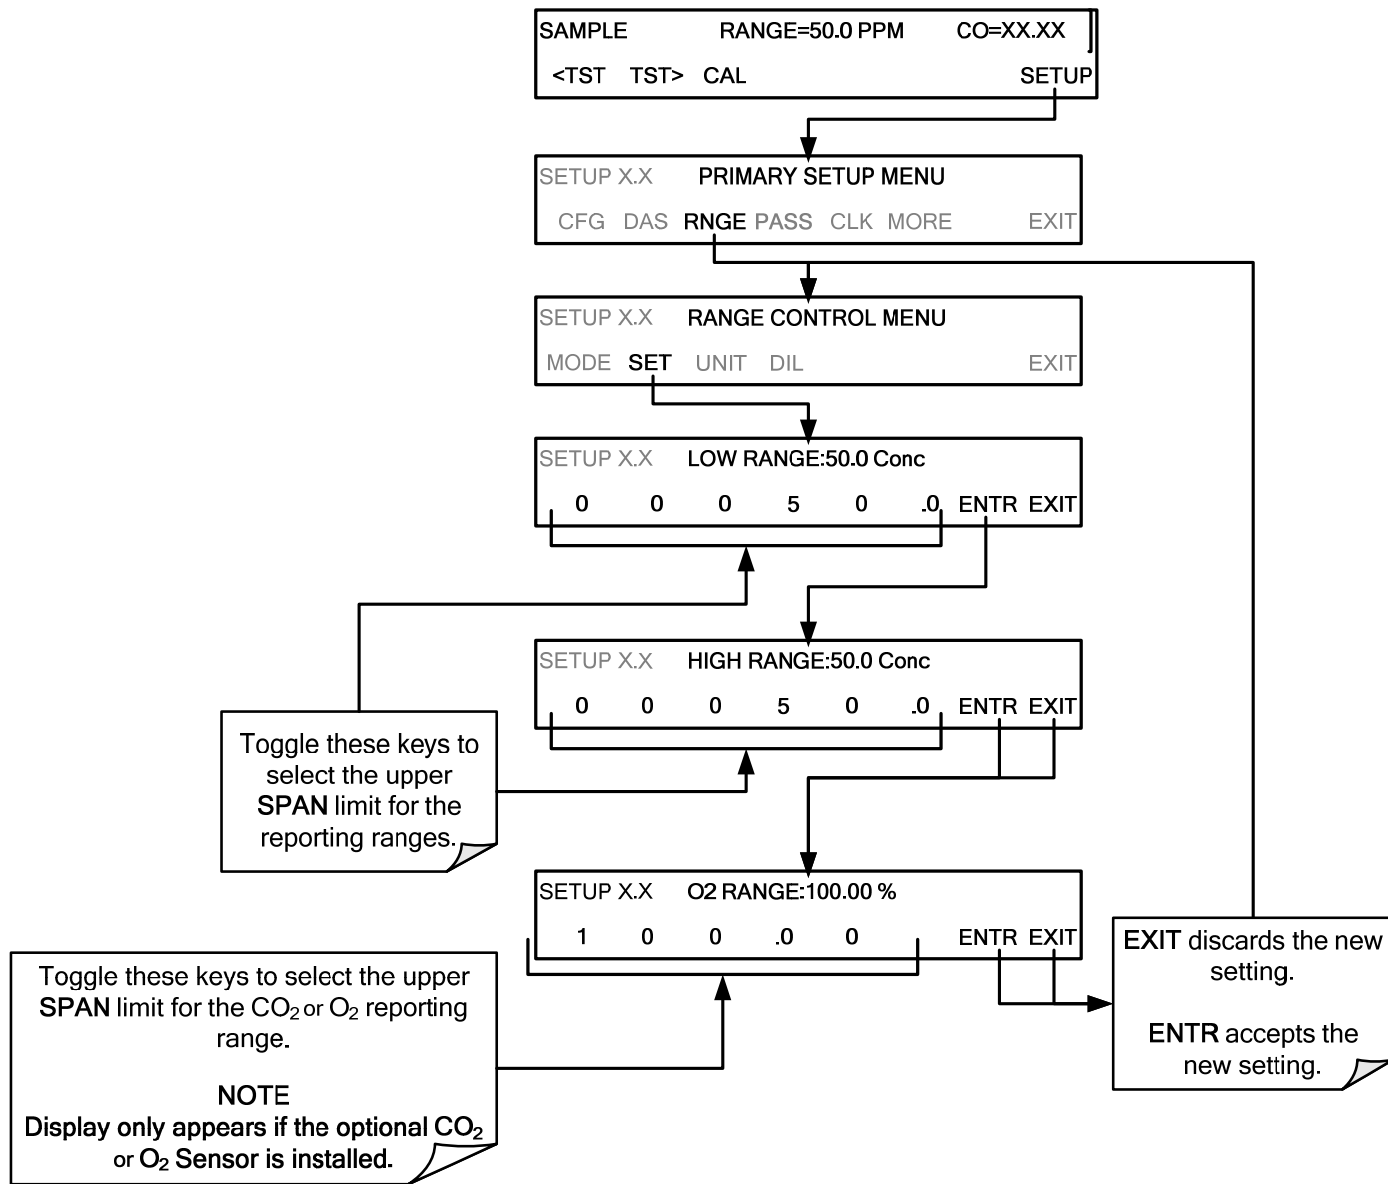 SAMPLE RANGE=50.0 PPM CO=XX.XX
<TST TST> CAL SETUP
SETUP X.X PRIMARY SETUP MENU
CFG DAS RNGE PASS CLK MORE EXIT
SETUP X.X RANGE CONTROL MENU
MODE SET UNIT DIL EXIT
SETUP X.X LOW RANGE:50.0 Conc
0 0 0 5 0 .0 ENTR EXIT
SETUP X.X HIGH RANGE:50.0 Conc
0 0 0 5 0 .0 ENTR EXIT
Toggle these keys to
select the upper
SPAN limit for the
reporting ranges.
SETUP X.X O2 RANGE:100.00 %
1 0 0 .0 0 ENTR EXIT
Toggle these keys to select the upper
SPAN limit for the CO₂ or O₂ reporting
range.
NOTE
Display only appears if the optional CO₂
or O₂ Sensor is installed.
EXIT discards the new
setting.
ENTR accepts the
new setting.